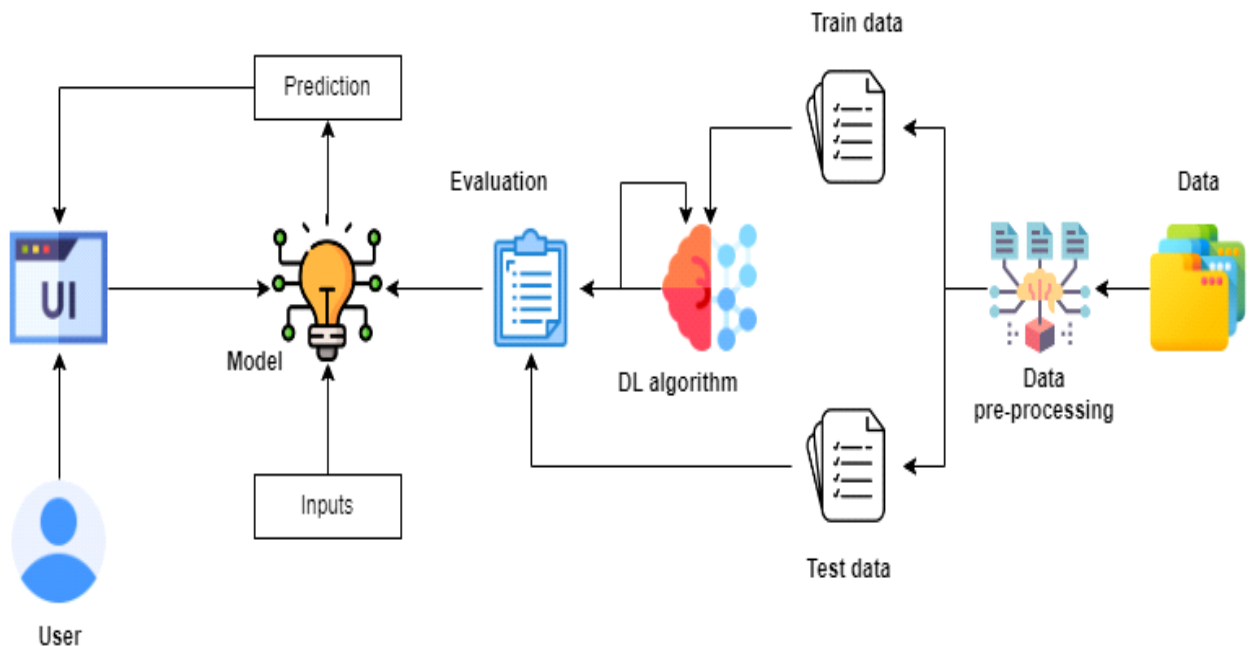 Train data
Prediction
Evaluation
Data
UI
Model
DL algorithm
Data
pre-processing
Inputs
Test data
User